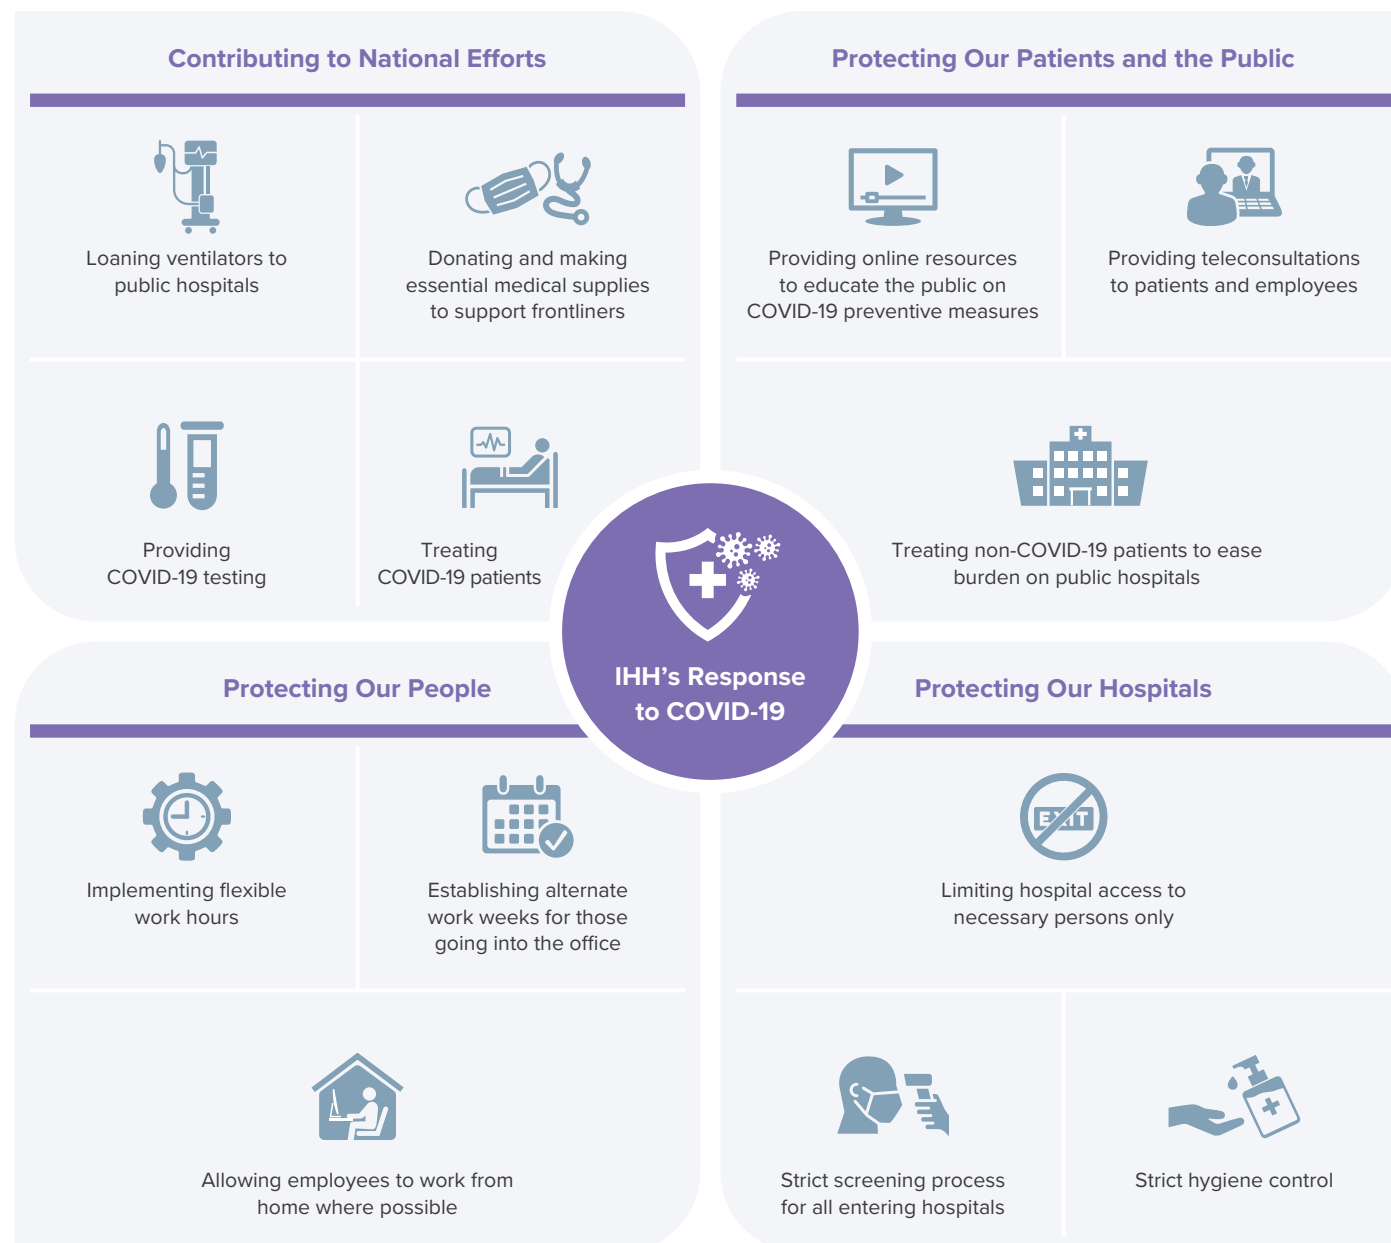 Contributing to National Efforts
Loaning ventilators to
public hospitals
Donating and making
essential medical supplies
to support frontliners
Providing
COVID-19 testing
Treating
COVID-19 patients
Protecting Our Patients and the Public
Providing online resources
to educate the public on
COVID-19 preventive measures
Providing teleconsultations
to patients and employees
Treating non-COVID-19 patients to ease
burden on public hospitals
IHH's Response
to COVID-19
Protecting Our People
Implementing flexible
work hours
Establishing alternate
work weeks for those
going into the office
Allowing employees to work from
home where possible
Protecting Our Hospitals
EXIT
Limiting hospital access to
necessary persons only
Strict screening process
for all entering hospitals
Strict hygiene control